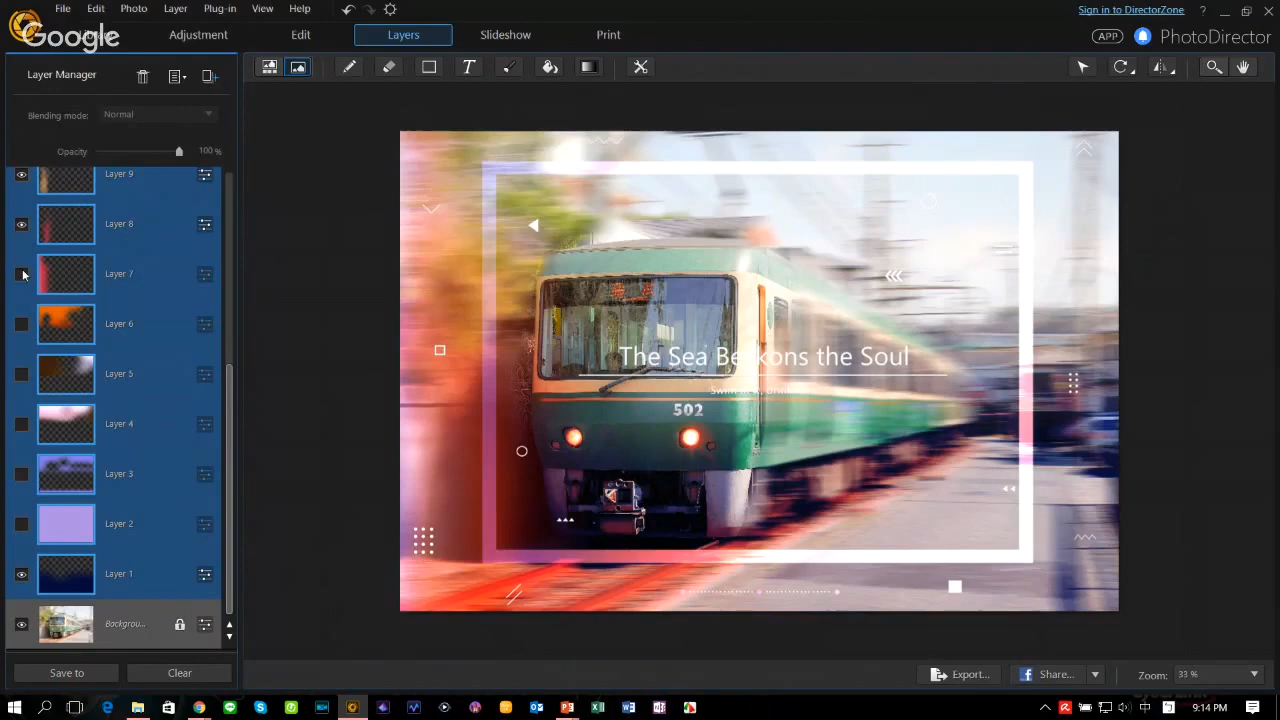 File Edit Photo Layer Plug-in View Help
Sign in to DirectorZone ?
Google
Adjustment Edit Layers Slideshow Print
APP PhotoDirector
Layer Manager
T
Blending mode: Normal
Opacity 100 %
Layer 9
Layer 8
Layer 7
Layer 6
Layer 5
Layer 4
Layer 3
Layer 2
Layer 1
Backgrou...
The Sea Beckons the Soul
502
Save to Clear
Export... Share... Zoom: 33 %
中 9:14 PM